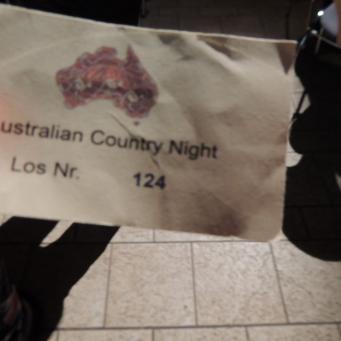 ustralian Country Night
Los Nr. 124